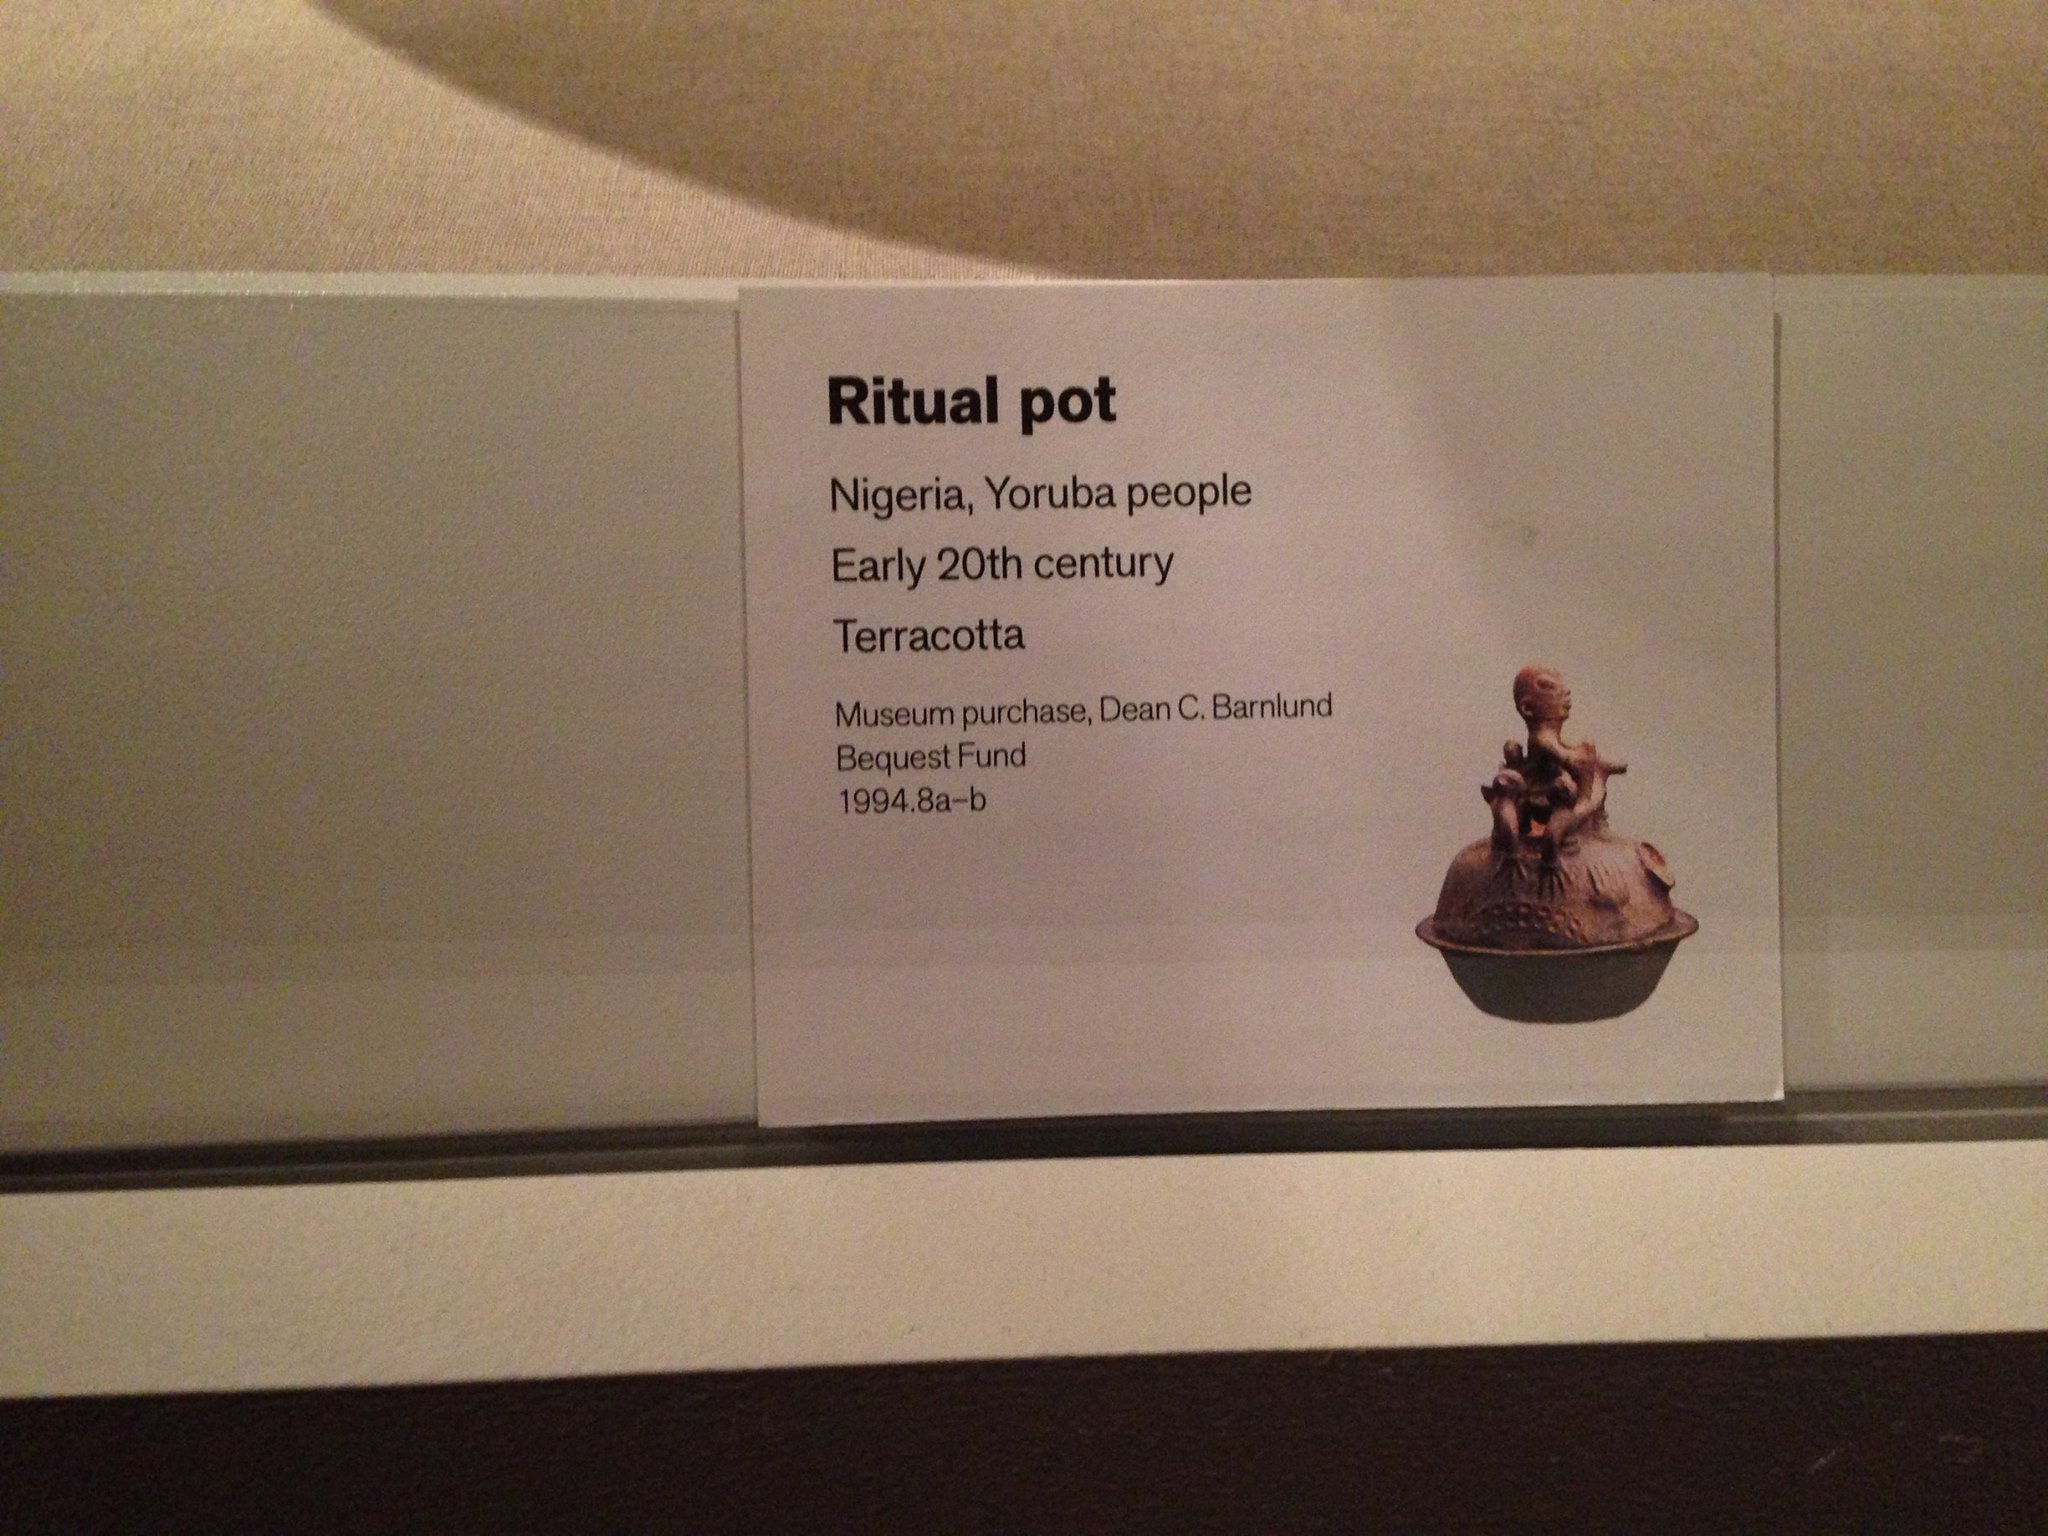 Ritual pot
Nigeria, Yoruba people
Early 20th century
Terracotta
Museum purchase, Dean C. Barnlund
Bequest Fund
1994.8a–b